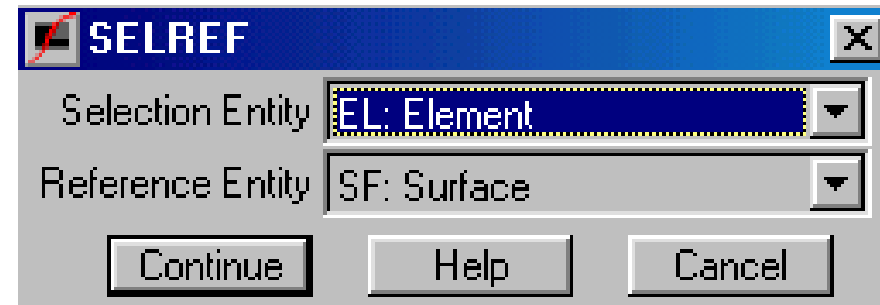 SELREF
Selection Entity EL: Element
Reference Entity SF: Surface
Continue Help Cancel